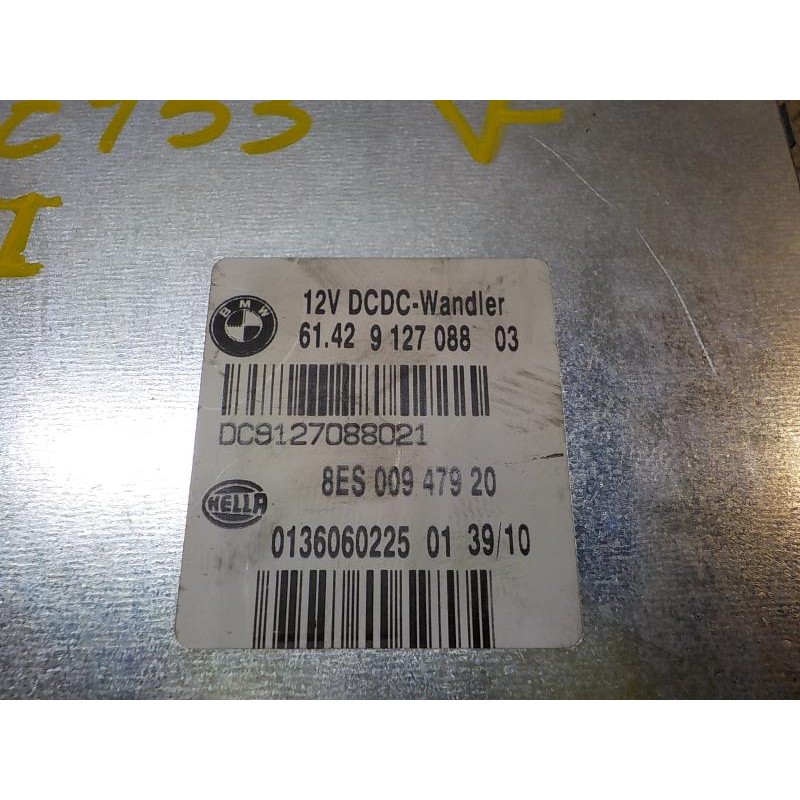 I
BMW
12V DCDC-Wandler
61.42 9 127 088 03
DC9127088021
8ES 009 479 20
HELLA
0136060225 01 39/10